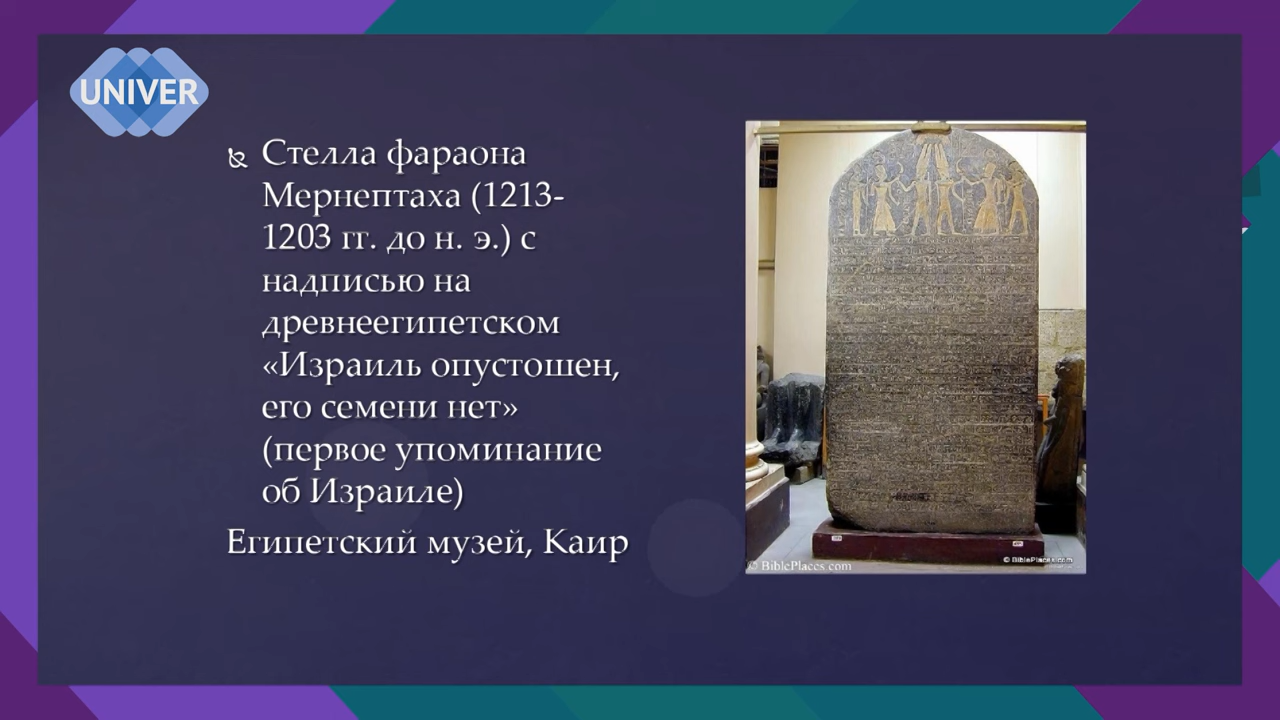 UNIVER
Стелла фараона
Мернептаха (1213-
1203 гг. до н. э.) с
надписью на
древнеегипетском
«Израиль опустошен,
его семени нет»
(первое упоминание
об Израиле)
Египетский музей, Каир
© BiblePlaces.com
© BiblePlaces.com